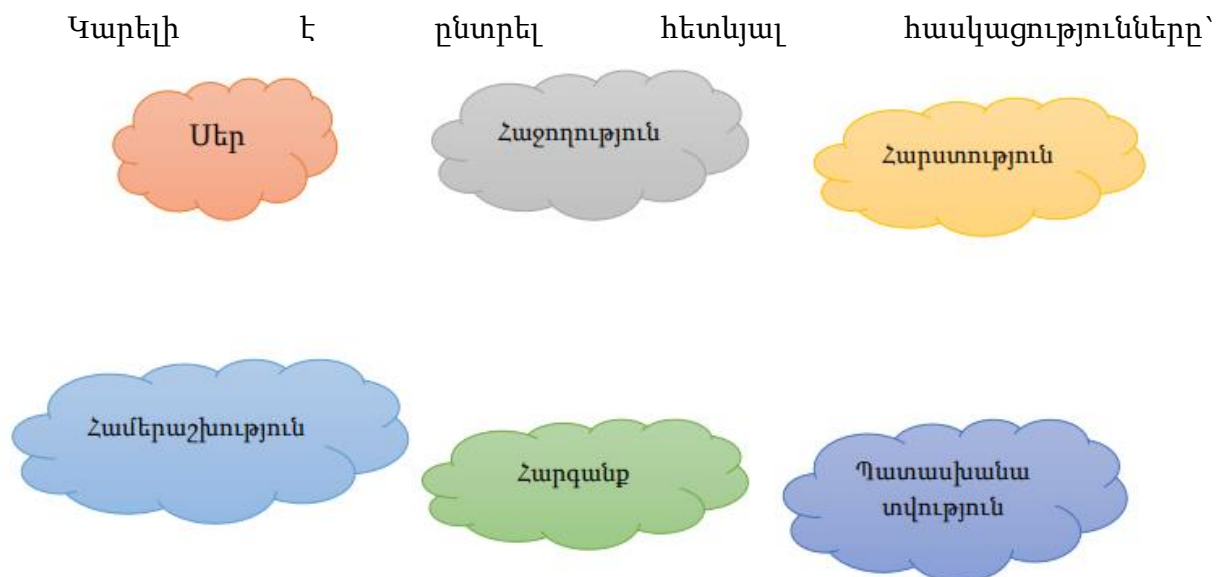 Կարելի է ընտրել հետևյալ հասկացությունները՝
Սեր
Հաջողություն
Հարստություն
Համերաշխություն
Հարգանք
Պատասխանա
տվություն